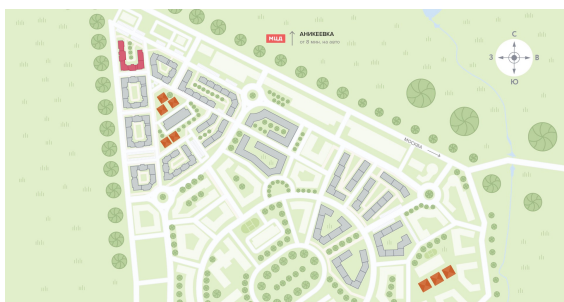 МЦД
АНИКЕЕВКА
от 8 мин. на авто
С
З
В
Ю
МОСКВА